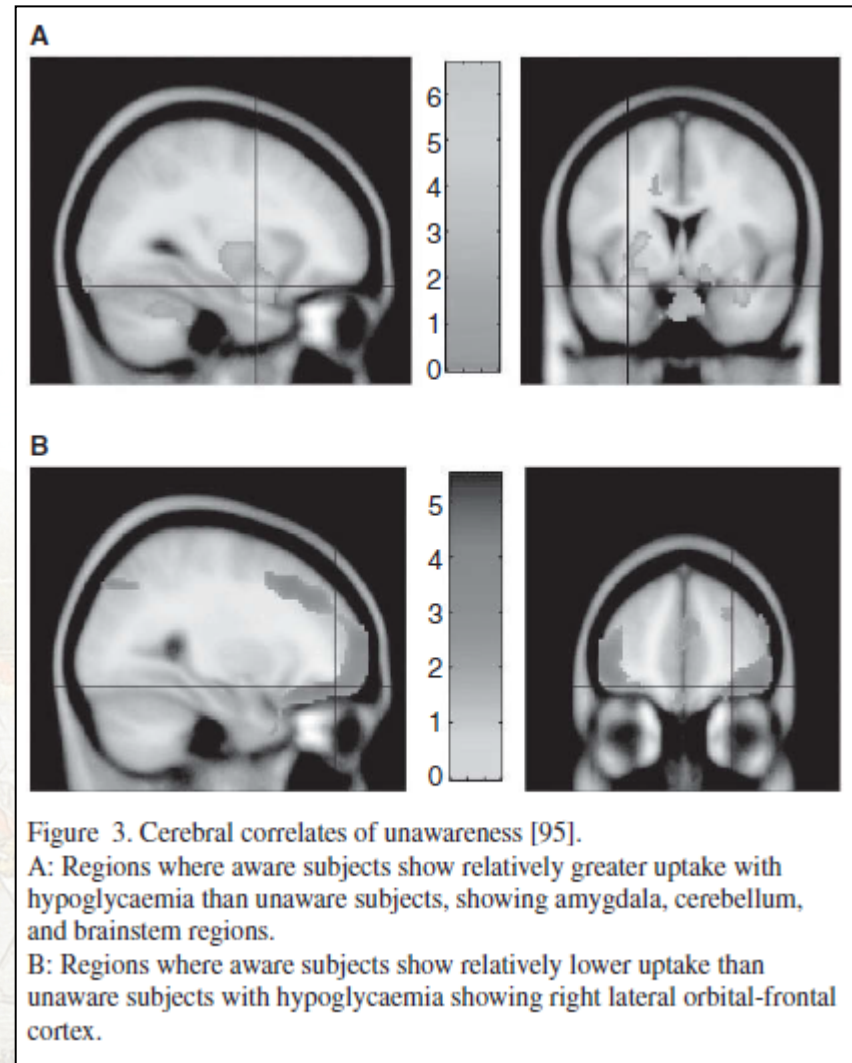 A
6
5
4
3
2
1
0
B
5
4
3
2
1
0
Figure 3. Cerebral correlates of unawareness [95].
A: Regions where aware subjects show relatively greater uptake with
hypoglycaemia than unaware subjects, showing amygdala, cerebellum,
and brainstem regions.
B: Regions where aware subjects show relatively lower uptake than
unaware subjects with hypoglycaemia showing right lateral orbital-frontal
cortex.